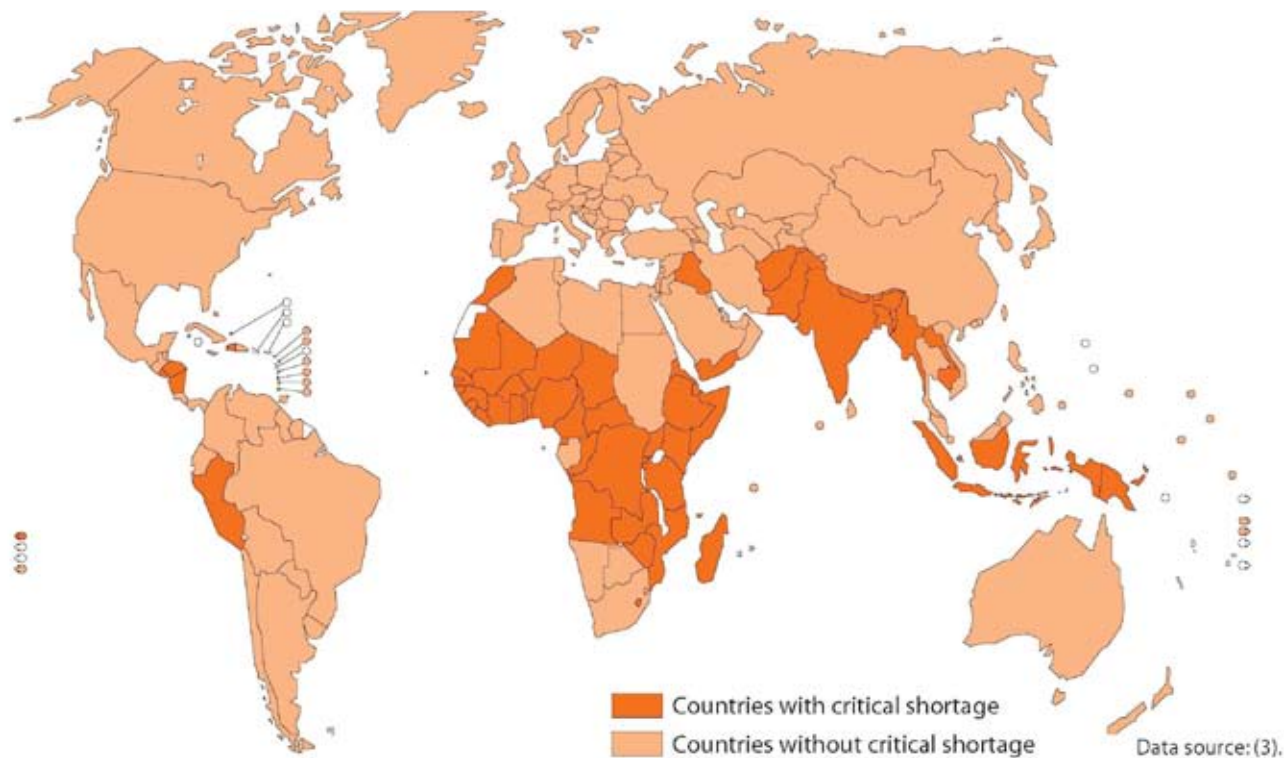 Countries with critical shortage
Countries without critical shortage
Data source: (3).